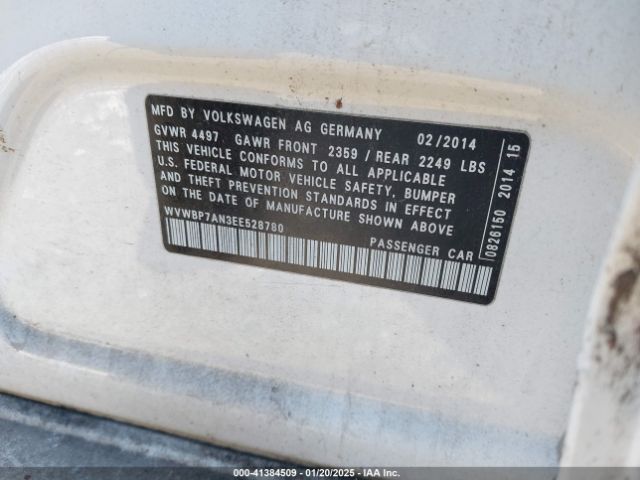 MFD BY VOLKSWAGEN AG GERMANY 02/2014
GVWR 4497, GAWR FRONT 2359 / REAR 2249 LBS
THIS VEHICLE CONFORMS TO ALL APPLICABLE
U.S. FEDERAL MOTOR VEHICLE SAFETY, BUMPER
AND THEFT PREVENTION STANDARDS IN EFFECT
ON THE DATE OF MANUFACTURE SHOWN ABOVE
WVWBP7AN3EE528780
PASSENGER CAR
0826150 2014 15
000-41384509 - 01/20/2025 - IAA Inc.